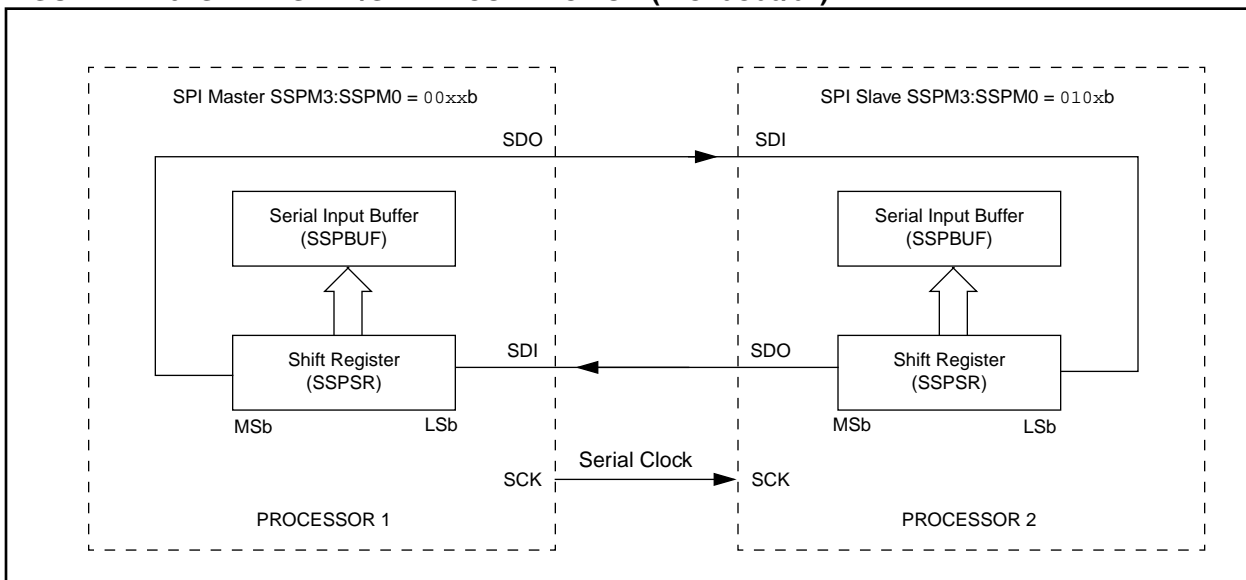 SPI Master SSPM3:SSPM0 = 00xxb
SPI Slave SSPM3:SSPM0 = 010xb
SDO
SDI
Serial Input Buffer
(SSPBUF)
Serial Input Buffer
(SSPBUF)
Shift Register
(SSPSR)
SDI
SDO
Shift Register
(SSPSR)
MSb
LSb
MSb
LSb
Serial Clock
SCK
SCK
PROCESSOR 1
PROCESSOR 2